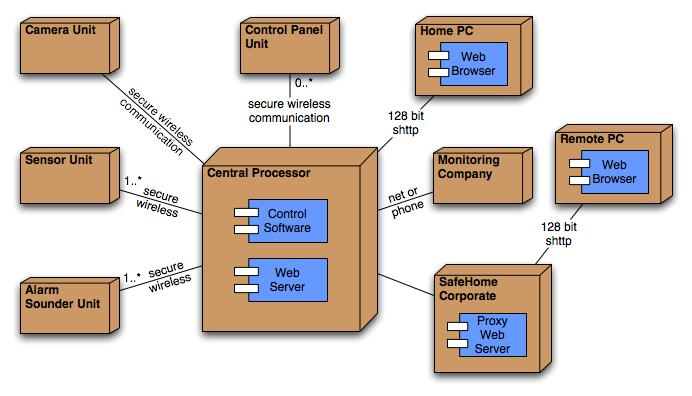 Camera Unit
Control Panel
Unit
Home PC
Web
Browser
0..*
secure wireless
communication
secure wireless
communication
128 bit
shttp
Remote PC
Web
Browser
Sensor Unit
1..*
secure
wireless
Central Processor
Control
Software
Web
Server
Monitoring
Company
net or
phone
128 bit
shttp
Alarm
Sounder Unit
1..*
secure
wireless
SafeHome
Corporate
Proxy
Web
Server